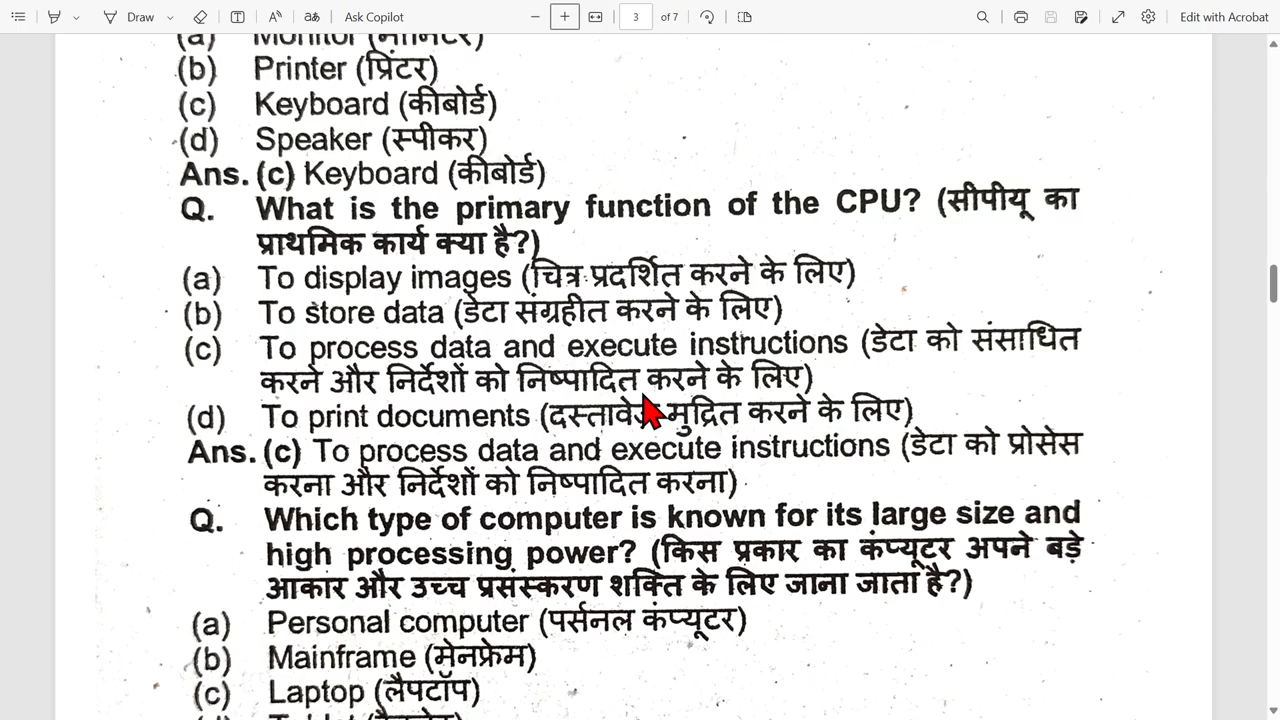 Draw
Ask Copilot
3 of 7
Edit with Acrobat
(a) Monitor (मॉनिटर)
(b) Printer (प्रिंटर)
(c) Keyboard (कीबोर्ड)
(d) Speaker (स्पीकर)
Ans. (c) Keyboard (कीबोर्ड)
Q. What is the primary function of the CPU? (सीपीयू का
प्राथमिक कार्य क्या है?)
(a) To display images (चित्र प्रदर्शित करने के लिए)
(b) To store data (डेटा संग्रहीत करने के लिए)
(c) To process data and execute instructions (डेटा को संसाधित
करने और निर्देशों को निष्पादित करने के लिए)
(d) To print documents (दस्तावेज़ मुद्रित करने के लिए)
Ans. (c) To process data and execute instructions (डेटा को प्रोसेस
करना और निर्देशों को निष्पादित करना)
Q. Which type of computer is known for its large size and
high processing power? (किस प्रकार का कंप्यूटर अपने बड़े
आकार और उच्च प्रसंस्करण शक्ति के लिए जाना जाता है?)
(a) Personal computer (पर्सनल कंप्यूटर)
(b) Mainframe (मेनफ्रेम)
(c) Laptop (लैपटॉप)